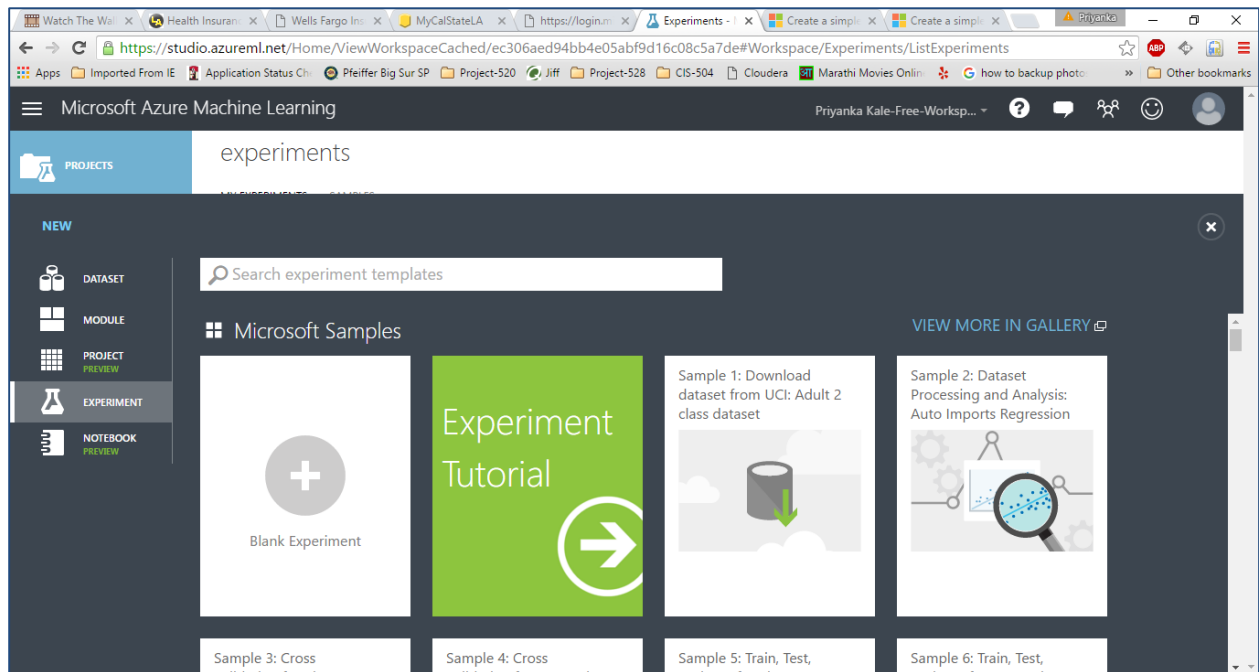 Watch The Wal
Health Insuran
Wells Fargo Ins
MyCalStateLA
https://login.m
Experiments -
Create a simple
Create a simple
Priyanka
https://studio.azureml.net/Home/ViewWorkspaceCached/ec306aed94bb4e05abf9d16c08c5a7de#Workspace/Experiments/ListExperiments
ABP
Apps
Imported From IE
Application Status Ch
Pfeiffer Big Sur SP
Project-520
Jiff
Project-528
CIS-504
Cloudera
Marathi Movies Onlin
how to backup photo
»
Other bookmarks
Microsoft Azure Machine Learning
Priyanka Kale-Free-Worksp...
PROJECTS
experiments
MY EXPERIMENTS SAMPLES
NEW
DATASET
MODULE
PROJECT
PREVIEW
EXPERIMENT
NOTEBOOK
PREVIEW
Search experiment templates
Microsoft Samples
VIEW MORE IN GALLERY
Blank Experiment
Experiment
Tutorial
Sample 1: Download
dataset from UCI: Adult 2
class dataset
Sample 2: Dataset
Processing and Analysis:
Auto Imports Regression
Sample 3: Cross
Sample 4: Cross
Sample 5: Train, Test,
Sample 6: Train, Test,